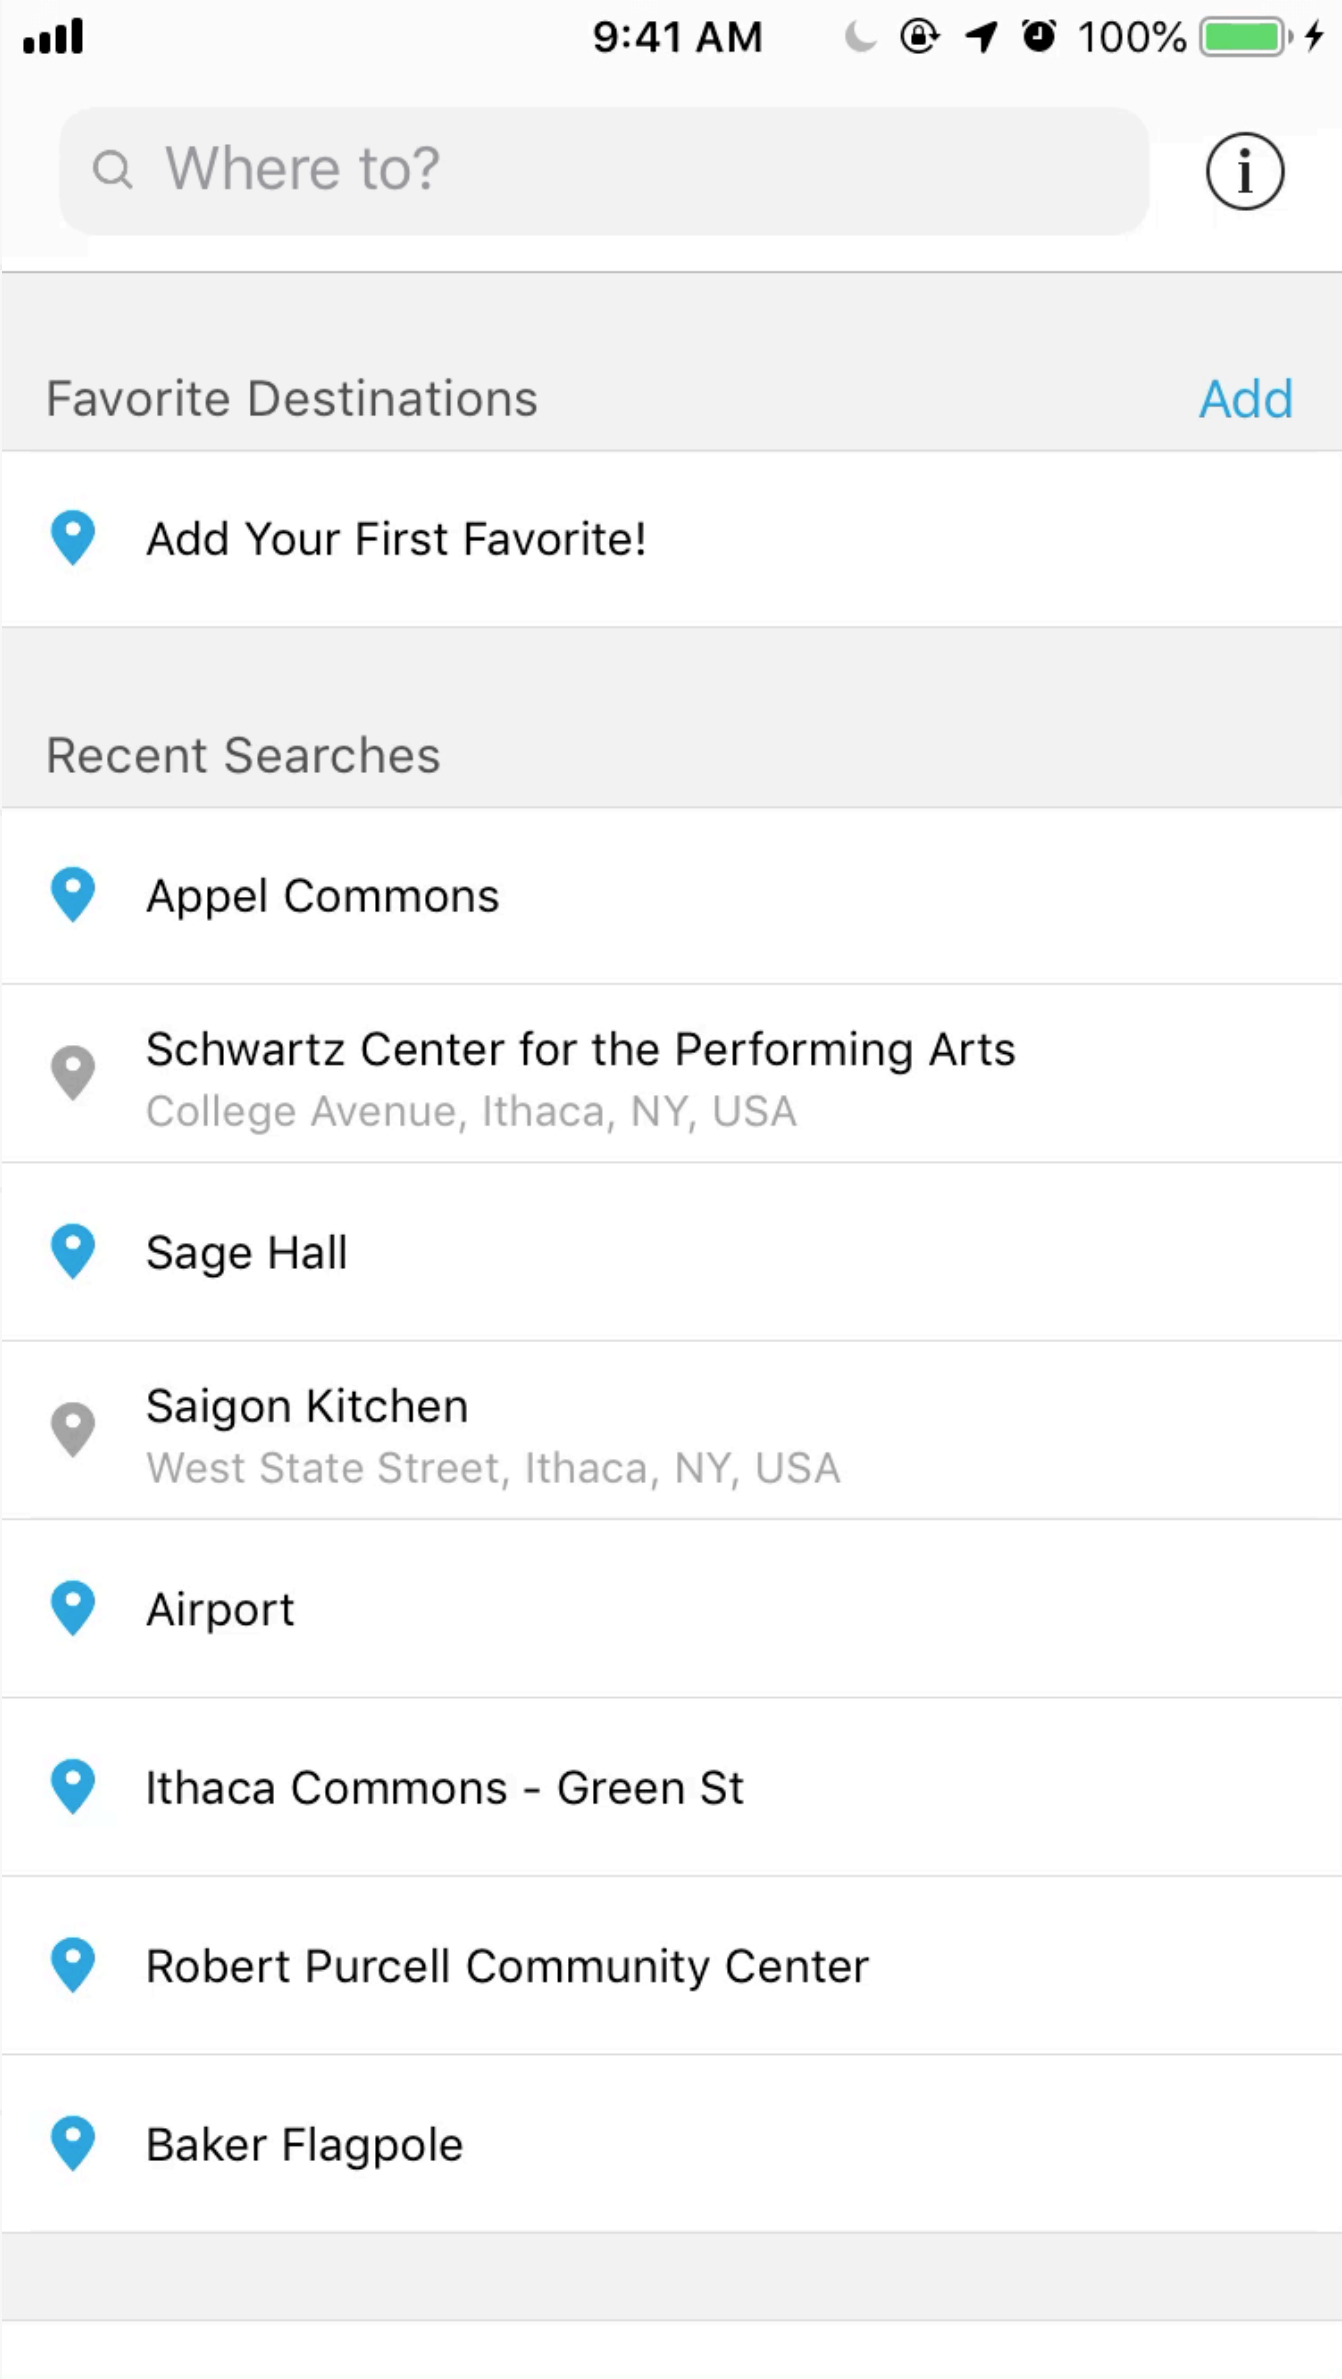 9:41 AM 100%
Where to?
Favorite Destinations Add
Add Your First Favorite!
Recent Searches
Appel Commons
Schwartz Center for the Performing Arts
College Avenue, Ithaca, NY, USA
Sage Hall
Saigon Kitchen
West State Street, Ithaca, NY, USA
Airport
Ithaca Commons - Green St
Robert Purcell Community Center
Baker Flagpole